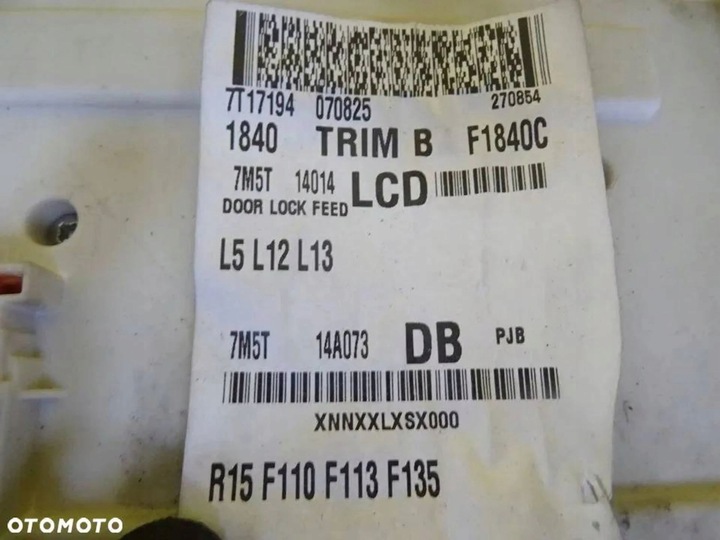 7T17194 070825 270854
1840 TRIM B F1840C
7M5T 14014 LCD
DOOR LOCK FEED
L5 L12 L13
7M5T 14A073 DB PJB
XNNXXLXSX000
R15 F110 F113 F135
OTOMOTO